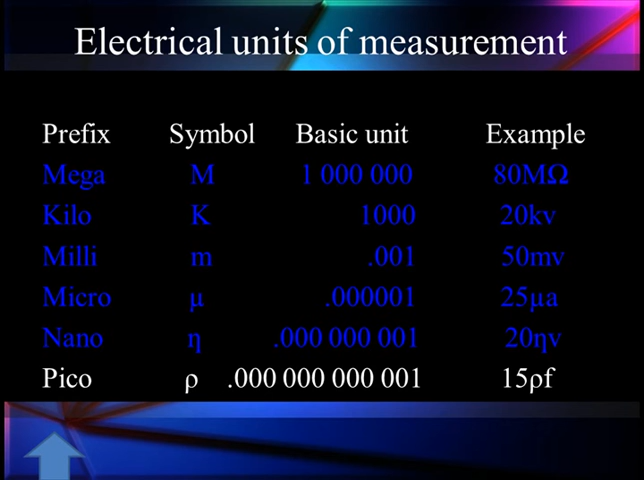 Electrical units of measurement
Prefix Symbol Basic unit Example
Mega M 1 000 000 80MΩ
Kilo K 1000 20kv
Milli m .001 50mv
Micro μ .000001 25μa
Nano η .000 000 001 20ηv
Pico ρ .000 000 000 001 15ρf